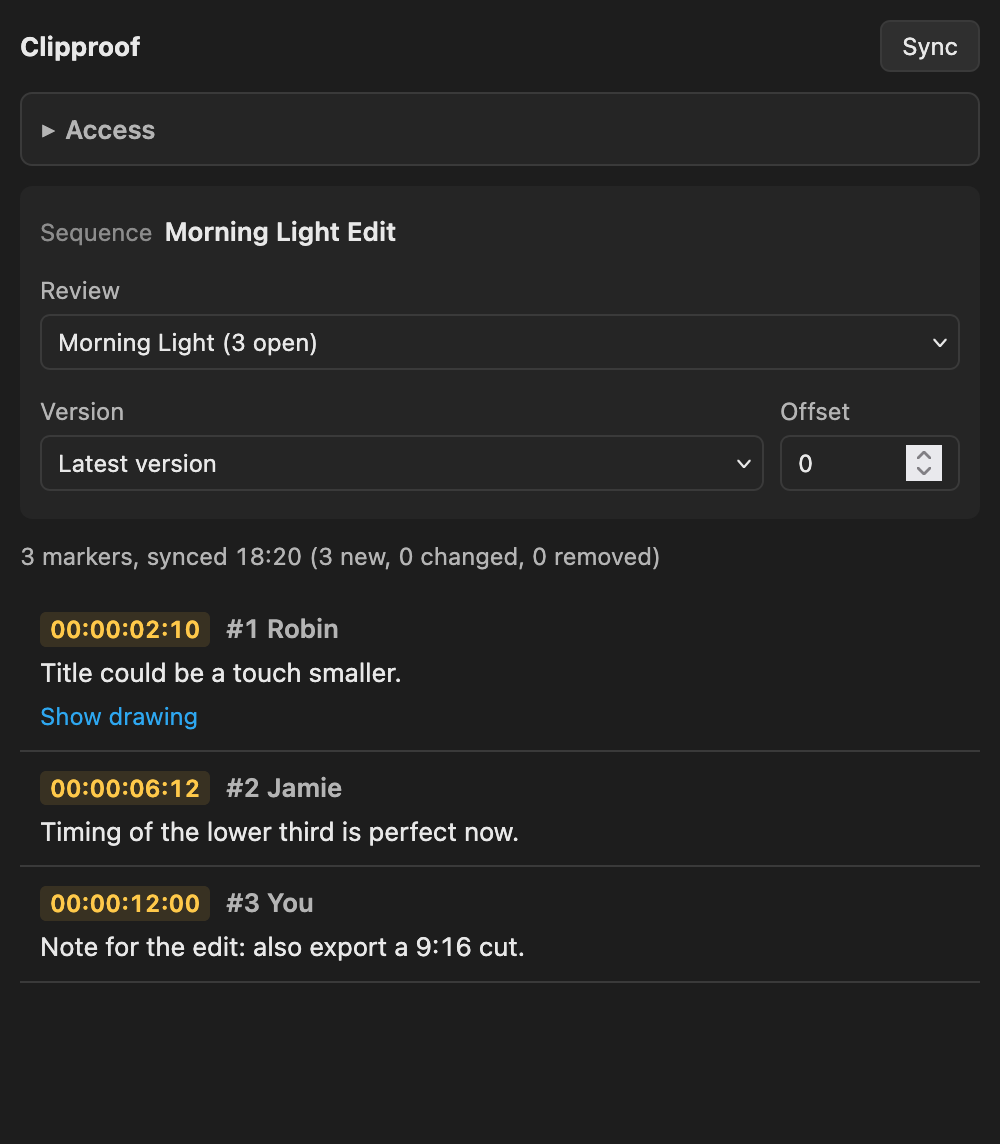 Clipproof
Sync
▸ Access
Sequence Morning Light Edit
Review
Morning Light (3 open)
Version
Offset
Latest version
0
3 markers, synced 18:20 (3 new, 0 changed, 0 removed)
00:00:02:10 #1 Robin
Title could be a touch smaller.
Show drawing
00:00:06:12 #2 Jamie
Timing of the lower third is perfect now.
00:00:12:00 #3 You
Note for the edit: also export a 9:16 cut.